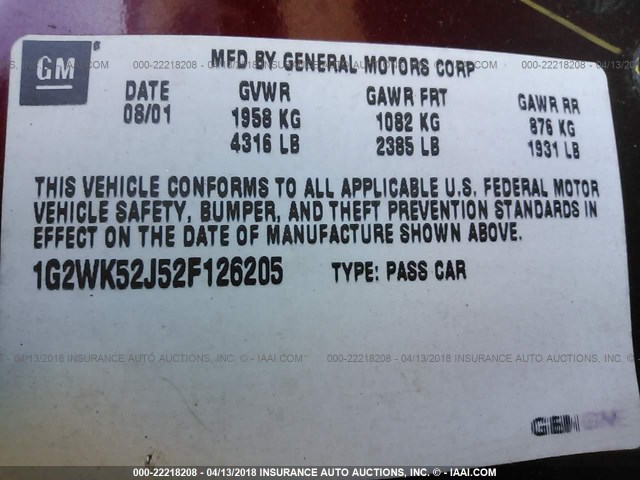 GM®
MFD BY GENERAL MOTORS CORP
DATE GVWR GAWR FRT GAWR RR
08/01 1958 KG 1082 KG 876 KG
4316 LB 2385 LB 1931 LB
THIS VEHICLE CONFORMS TO ALL APPLICABLE U.S. FEDERAL MOTOR
VEHICLE SAFETY, BUMPER, AND THEFT PREVENTION STANDARDS IN
EFFECT ON THE DATE OF MANUFACTURE SHOWN ABOVE.
1G2WK52J52F126205 TYPE: PASS CAR
GM
000-22218208 - 04/13/2018 INSURANCE AUTO AUCTIONS, INC. - © IAAI.COM